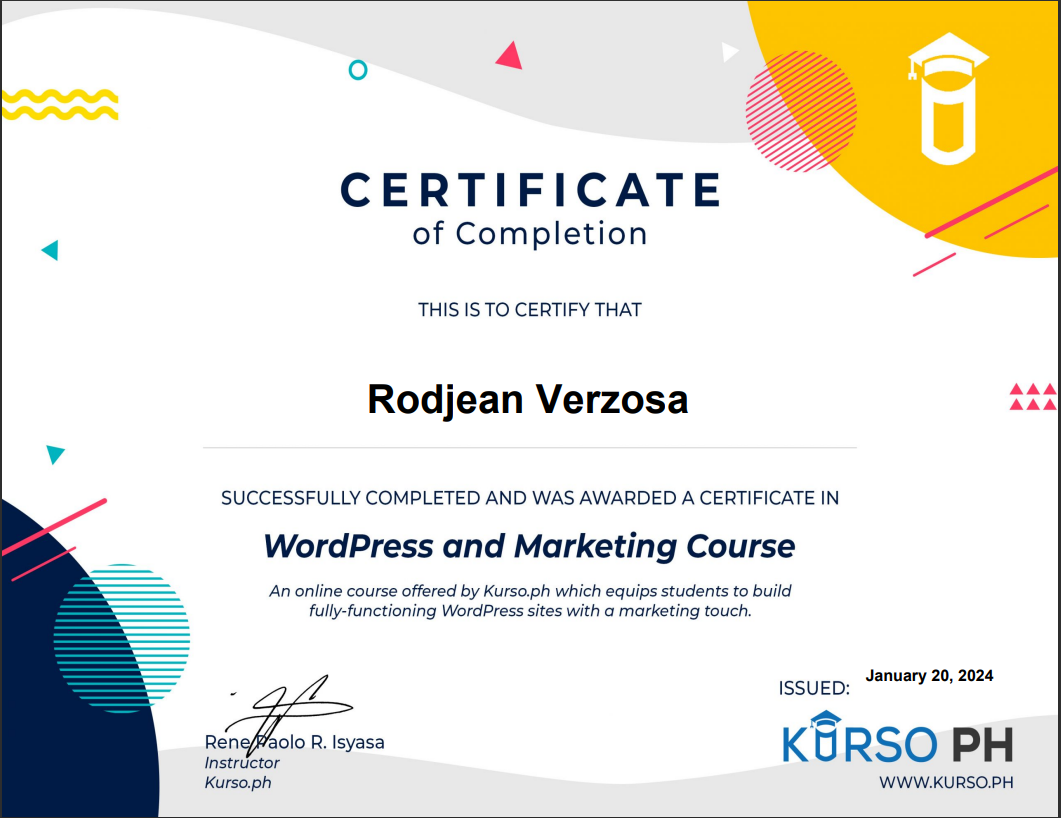 CERTIFICATE
of Completion
THIS IS TO CERTIFY THAT
Rodjean Verzosa
SUCCESSFULLY COMPLETED AND WAS AWARDED A CERTIFICATE IN
WordPress and Marketing Course
An online course offered by Kurso.ph which equips students to build
fully-functioning WordPress sites with a marketing touch.
Rene Paolo R. Isyasa
Instructor
Kurso.ph
ISSUED: January 20, 2024
KURSO PH
WWW.KURSO.PH